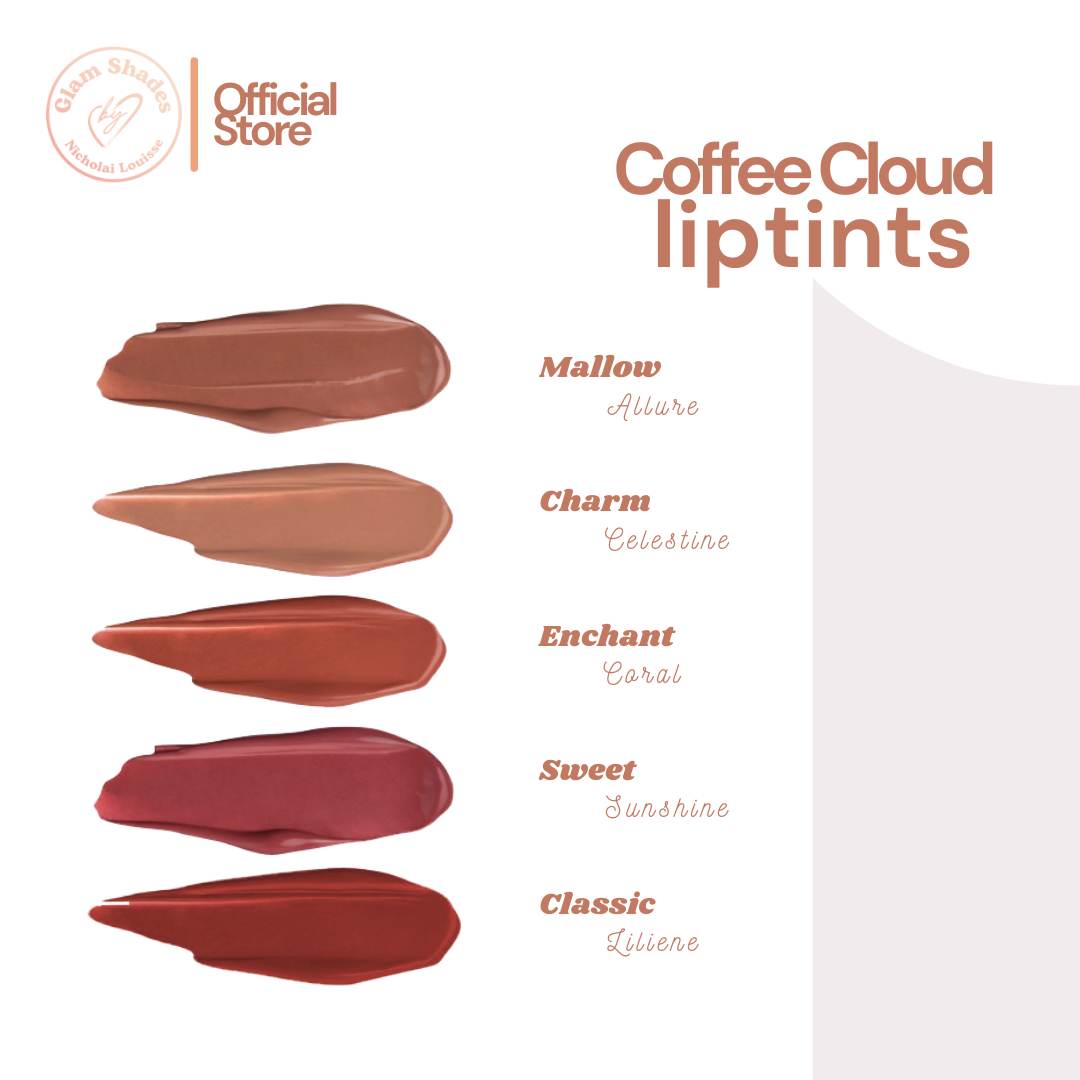 Glam Shades
by
Nicholai Louisse
Official
Store
Coffee Cloud
liptints
Mallow
Allure
Charm
Celestine
Enchant
Coral
Sweet
Sunshine
Classic
Liliene